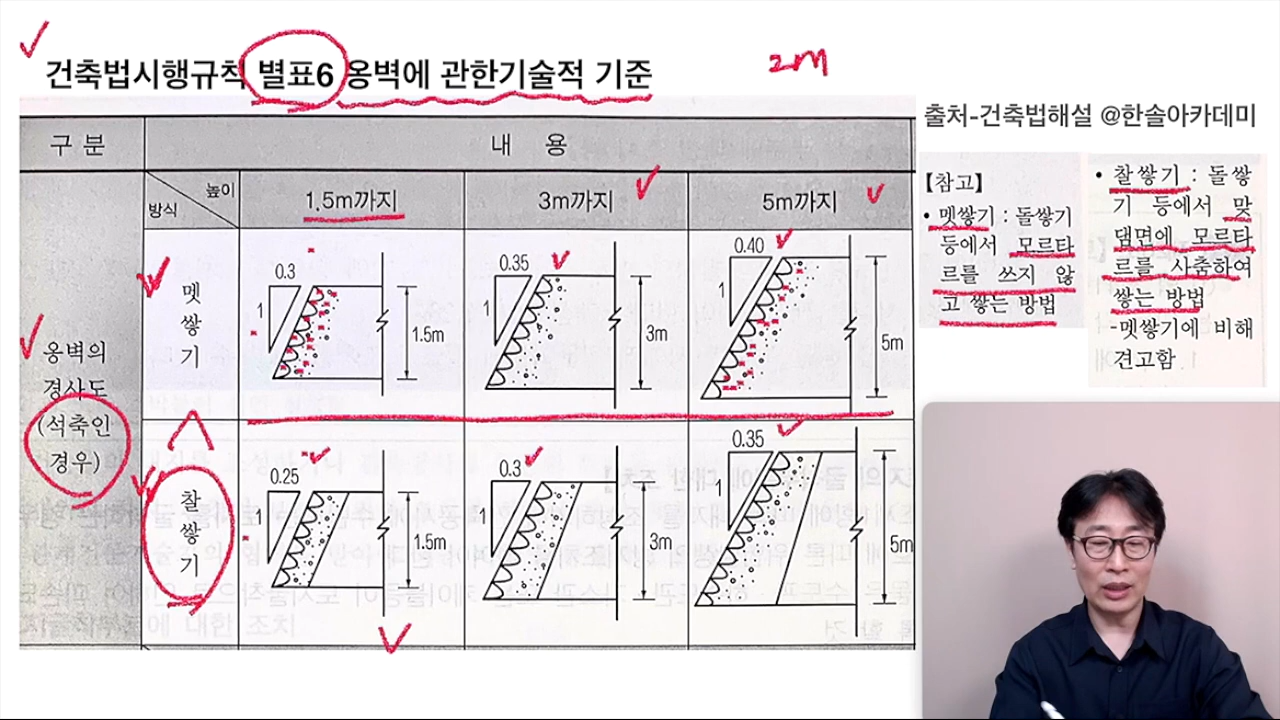 건축법시행규칙 별표6 옹벽에 관한기술적 기준
2M
출처-건축법해설 @한솔아카데미
구 분
내 용
높이
방식
1.5m까지
3m까지
5m까지
옹벽의
경사도
(석축인
경우)
멧
쌓
기
0.3
1
1.5m
0.35
1
3m
0.40
1
5m
찰
쌓
기
0.25
1
1.5m
0.3
1
3m
0.35
1
5m
【참고】
• 멧쌓기 : 돌쌓기
등에서 모르타
르를 쓰지 않
고 쌓는 방법
• 찰쌓기 : 돌쌓
기 등에서 맞
댐면에 모르타
르를 사춤하여
쌓는 방법
-멧쌓기에 비해
견고함